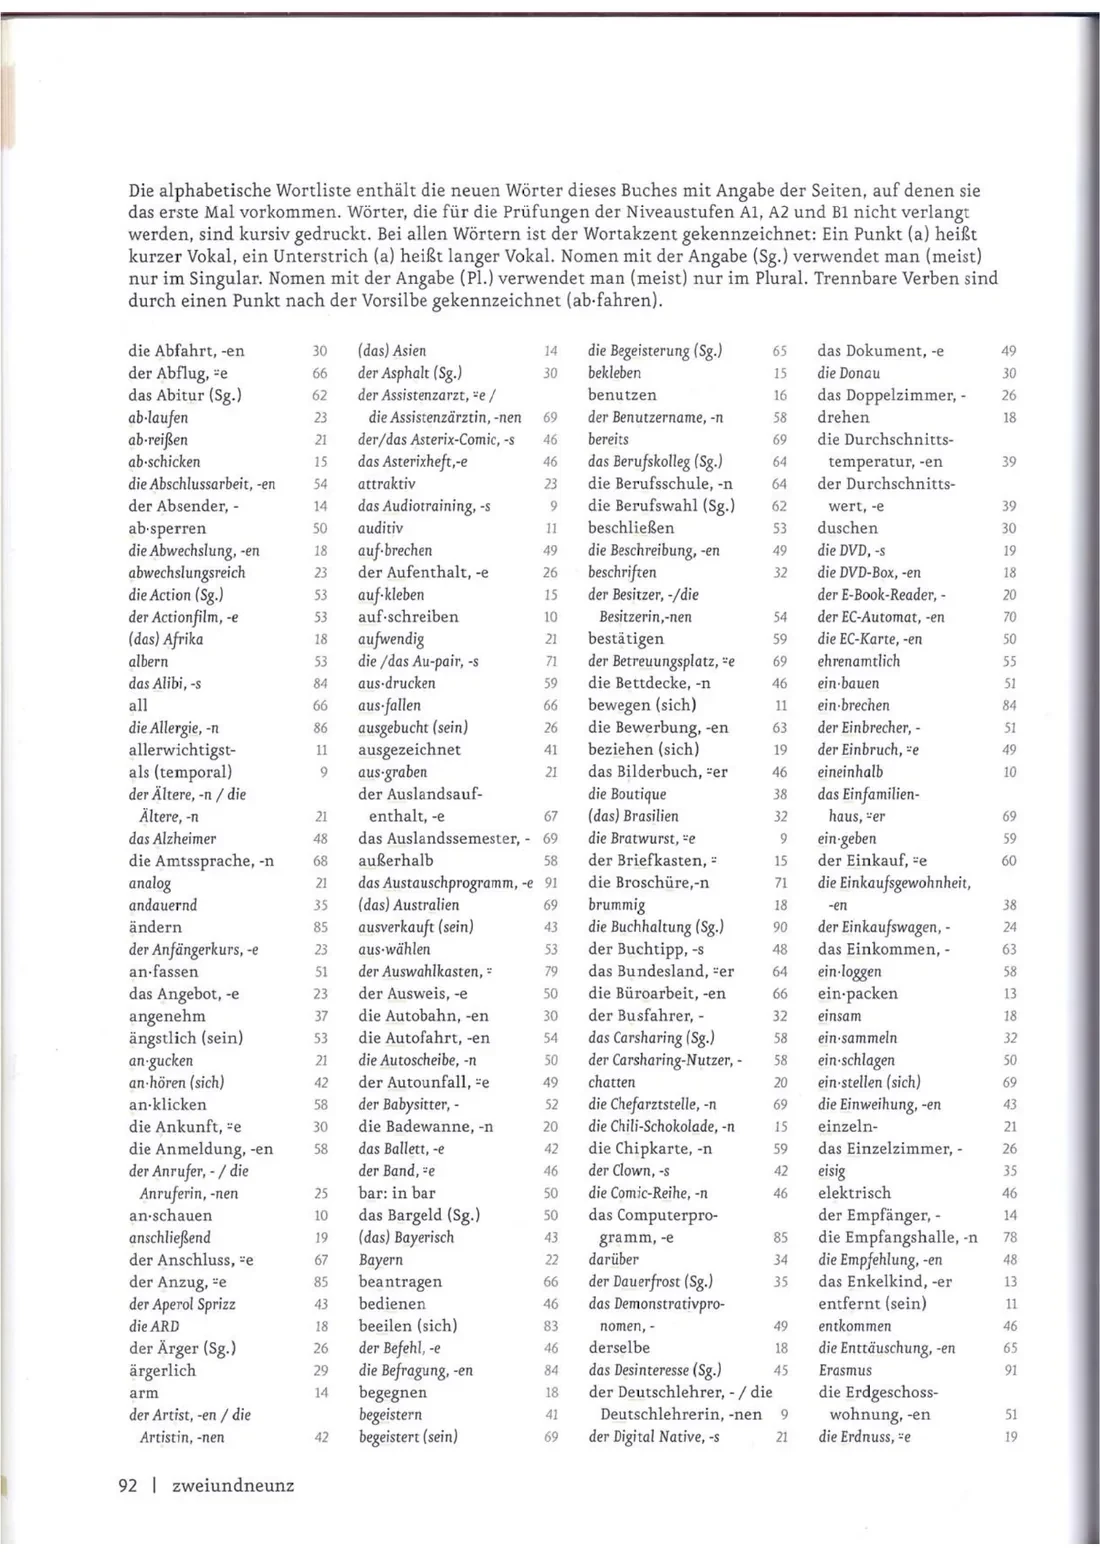 Die alphabetische Wortliste enthält die neuen Wörter dieses Buches mit Angabe der Seiten, auf denen sie
das erste Mal vorkommen. Wörter, die für die Prüfungen der Niveaustufen A1, A2 und B1 nicht verlangt
werden, sind kursiv gedruckt. Bei allen Wörtern ist der Wortakzent gekennzeichnet: Ein Punkt (ạ) heißt
kurzer Vokal, ein Unterstrich (a) heißt langer Vokal. Nomen mit der Angabe (Sg.) verwendet man (meist)
nur im Singular. Nomen mit der Angabe (Pl.) verwendet man (meist) nur im Plural. Trennbare Verben sind
durch einen Punkt nach der Vorsilbe gekennzeichnet (ab·fahren).
die Abfahrt, -en 30
der Abflug, ⸚e 66
das Abitur (Sg.) 62
ab·laufen 23
ab·reißen 21
ab·schicken 15
die Abschlussarbeit, -en 54
der Absender, - 14
ab·sperren 50
die Abwechslung, -en 18
abwechslungsreich 23
die Action (Sg.) 53
der Actionfilm, -e 53
(das) Afrika 18
albern 53
das Alibi, -s 84
all 66
die Allergie, -n 86
allerwichtigst- 11
als (temporal) 9
der Ältere, -n / die
Ältere, -n 21
das Alzheimer 48
die Amtssprache, -n 68
analog 21
andauernd 35
ändern 85
der Anfängerkurs, -e 23
an·fassen 51
das Angebot, -e 23
angenehm 37
ängstlich (sein) 53
an·gucken 21
an·hören (sich) 42
an·klicken 58
die Ankunft, ⸚e 30
die Anmeldung, -en 58
der Anrufer, - / die
Anruferin, -nen 25
an·schauen 10
anschließend 19
der Anschluss, ⸚e 67
der Anzug, ⸚e 85
der Aperol Sprizz 43
die ARD 18
der Ärger (Sg.) 26
ärgerlich 29
arm 14
der Artist, -en / die
Artistin, -nen 42
(das) Asien 14
der Asphalt (Sg.) 30
der Assistenzarzt, ⸚e /
die Assistenzärztin, -nen 69
der/das Asterix-Comic, -s 46
das Asterixheft,-e 46
attraktiv 23
das Audiotraining, -s 9
auditiv 11
auf·brechen 49
der Aufenthalt, -e 26
auf·kleben 15
auf·schreiben 10
aufwendig 21
die /das Au-pair, -s 71
aus·drucken 59
aus·fallen 66
ausgebucht (sein) 26
ausgezeichnet 41
aus·graben 21
der Auslandsauf-
enthalt, -e 67
das Auslandssemester, - 69
außerhalb 58
das Austauschprogramm, -e 91
(das) Australien 69
ausverkauft (sein) 43
aus·wählen 53
der Auswahlkasten, ⸚ 79
der Ausweis, -e 50
die Autobahn, -en 30
die Autofahrt, -en 54
die Autoscheibe, -n 50
der Autounfall, ⸚e 49
der Babysitter, - 52
die Badewanne, -n 20
das Ballett, -e 42
der Band, ⸚e 46
bar: in bar 50
das Bargeld (Sg.) 50
(das) Bayerisch 43
Bayern 22
beantragen 66
bedienen 46
beeilen (sich) 83
der Befehl, -e 46
die Befragung, -en 84
begegnen 18
begeistern 41
begeistert (sein) 69
die Begeisterung (Sg.) 65
bekleben 15
benutzen 16
der Benutzername, -n 58
bereits 69
das Berufskolleg (Sg.) 64
die Berufsschule, -n 64
die Berufswahl (Sg.) 62
beschließen 53
die Beschreibung, -en 49
beschriften 32
der Besitzer, -/die
Besitzerin,-nen 54
bestätigen 59
der Betreuungsplatz, ⸚e 69
die Bettdecke, -n 46
bewegen (sich) 11
die Bewerbung, -en 63
beziehen (sich) 19
das Bilderbuch, ⸚er 46
die Boutique 38
(das) Brasilien 32
die Bratwurst, ⸚e 9
der Briefkasten, ⸚ 15
die Broschüre,-n 71
brummig 18
die Buchhaltung (Sg.) 90
der Buchtipp, -s 48
das Bundesland, ⸚er 64
die Büroarbeit, -en 66
der Busfahrer, - 32
das Carsharing (Sg.) 58
der Carsharing-Nutzer, - 58
chatten 20
die Chefarztstelle, -n 69
die Chili-Schokolade, -n 15
die Chipkarte, -n 59
der Clown, -s 42
die Comic-Reihe, -n 46
das Computerpro-
gramm, -e 85
darüber 34
der Dauerfrost (Sg.) 35
das Demonstrativpro-
nomen, - 49
derselbe 18
das Desinteresse (Sg.) 45
der Deutschlehrer, - / die
Deutschlehrerin, -nen 9
der Digital Native, -s 21
das Dokument, -e 49
die Donau 30
das Doppelzimmer, - 26
drehen 18
die Durchschnitts-
temperatur, -en 39
der Durchschnitts-
wert, -e 39
duschen 30
die DVD, -s 19
die DVD-Box, -en 18
der E-Book-Reader, - 20
der EC-Automat, -en 70
die EC-Karte, -en 50
ehrenamtlich 55
ein·bauen 51
ein·brechen 84
der Einbrecher, - 51
der Einbruch, ⸚e 49
eineinhalb 10
das Einfamilien-
haus, ⸚er 69
ein·geben 59
der Einkauf, ⸚e 60
die Einkaufsgewohnheit,
-en 38
der Einkaufswagen, - 24
das Einkommen, - 63
ein·loggen 58
ein·packen 13
einsam 18
ein·sammeln 32
ein·schlagen 50
ein·stellen (sich) 69
die Einweihung, -en 43
einzeln- 21
das Einzelzimmer, - 26
eisig 35
elektrisch 46
der Empfänger, - 14
die Empfangshalle, -n 78
die Empfehlung, -en 48
das Enkelkind, -er 13
entfernt (sein) 11
entkommen 46
die Enttäuschung, -en 65
Erasmus 91
die Erdgeschoss-
wohnung, -en 51
die Erdnuss, ⸚e 19
92 | zweiundneunz